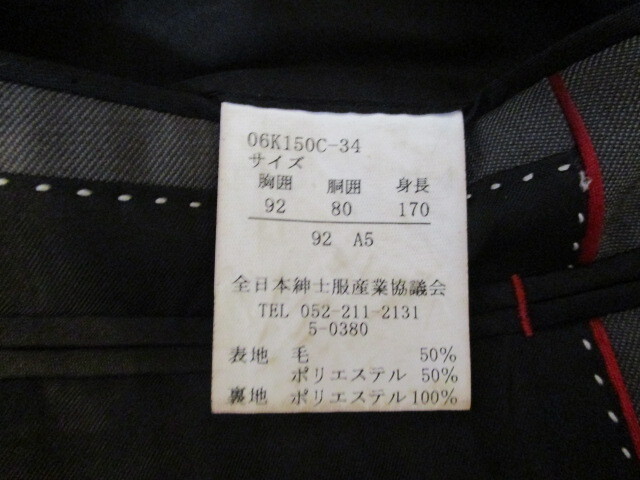 06K150C-34
サイズ
胸囲 胴囲 身長
92 80 170
92 A5
全日本紳士服産業協議会
TEL 052-211-2131
5-0380
表地 毛 50%
ポリエステル 50%
裏地 ポリエステル 100%